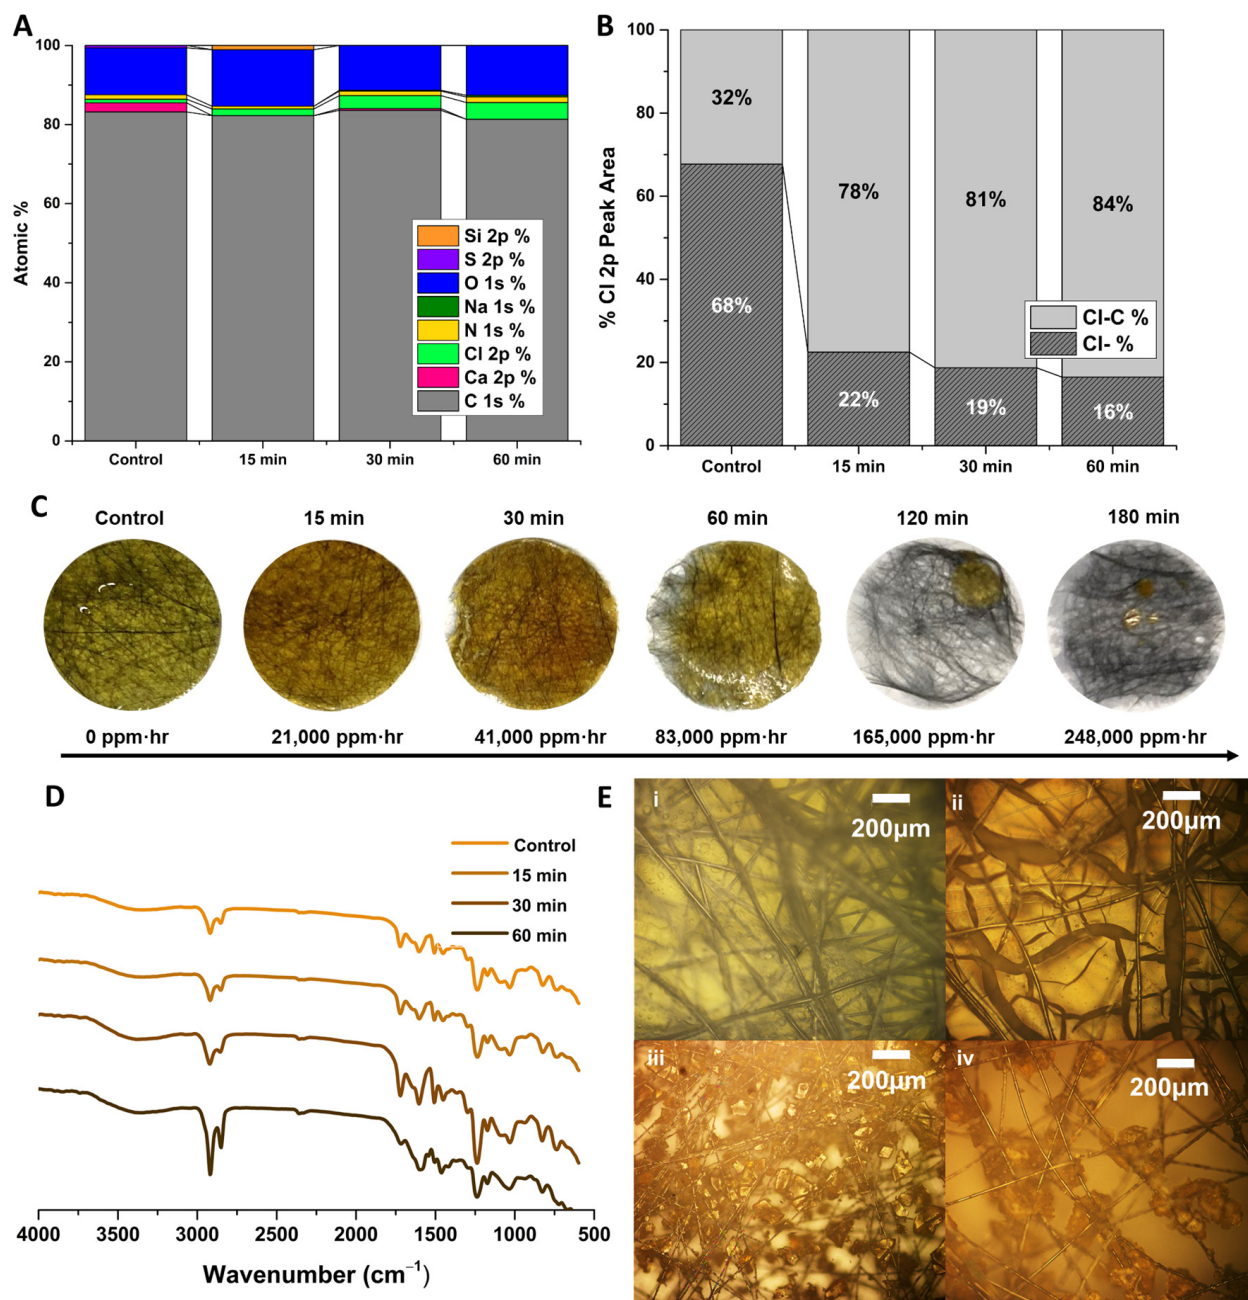 A
100
80
60
40
20
0
Atomic %
Control
15 min
30 min
60 min
Si 2p %
S 2p %
O 1s %
Na 1s %
N 1s %
Cl 2p %
Ca 2p %
C 1s %
B
100
80
60
40
20
0
% Cl 2p Peak Area
32%
78%
81%
84%
68%
22%
19%
16%
Cl-C %
Cl- %
Control
15 min
30 min
60 min
C
Control
15 min
30 min
60 min
120 min
180 min
0 ppm·hr
21,000 ppm·hr
41,000 ppm·hr
83,000 ppm·hr
165,000 ppm·hr
248,000 ppm·hr
D
Control
15 min
30 min
60 min
4000
3500
3000
2500
2000
1500
1000
500
Wavenumber (cm⁻¹)
E
i
200µm
ii
200µm
iii
200µm
iv
200µm